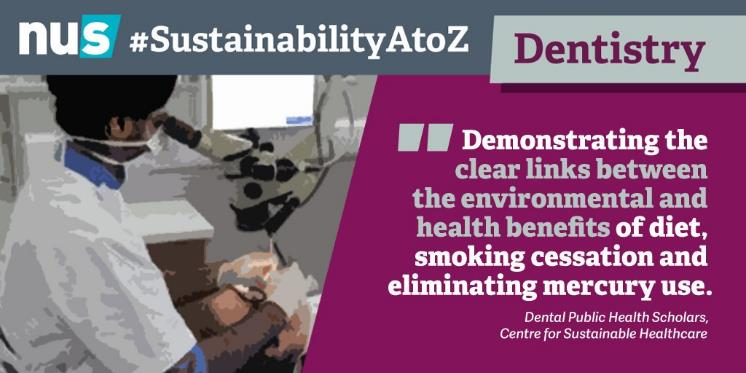 nus #SustainabilityAtoZ
Dentistry
Demonstrating the
clear links between
the environmental and
health benefits of diet,
smoking cessation and
eliminating mercury use.
Dental Public Health Scholars,
Centre for Sustainable Healthcare